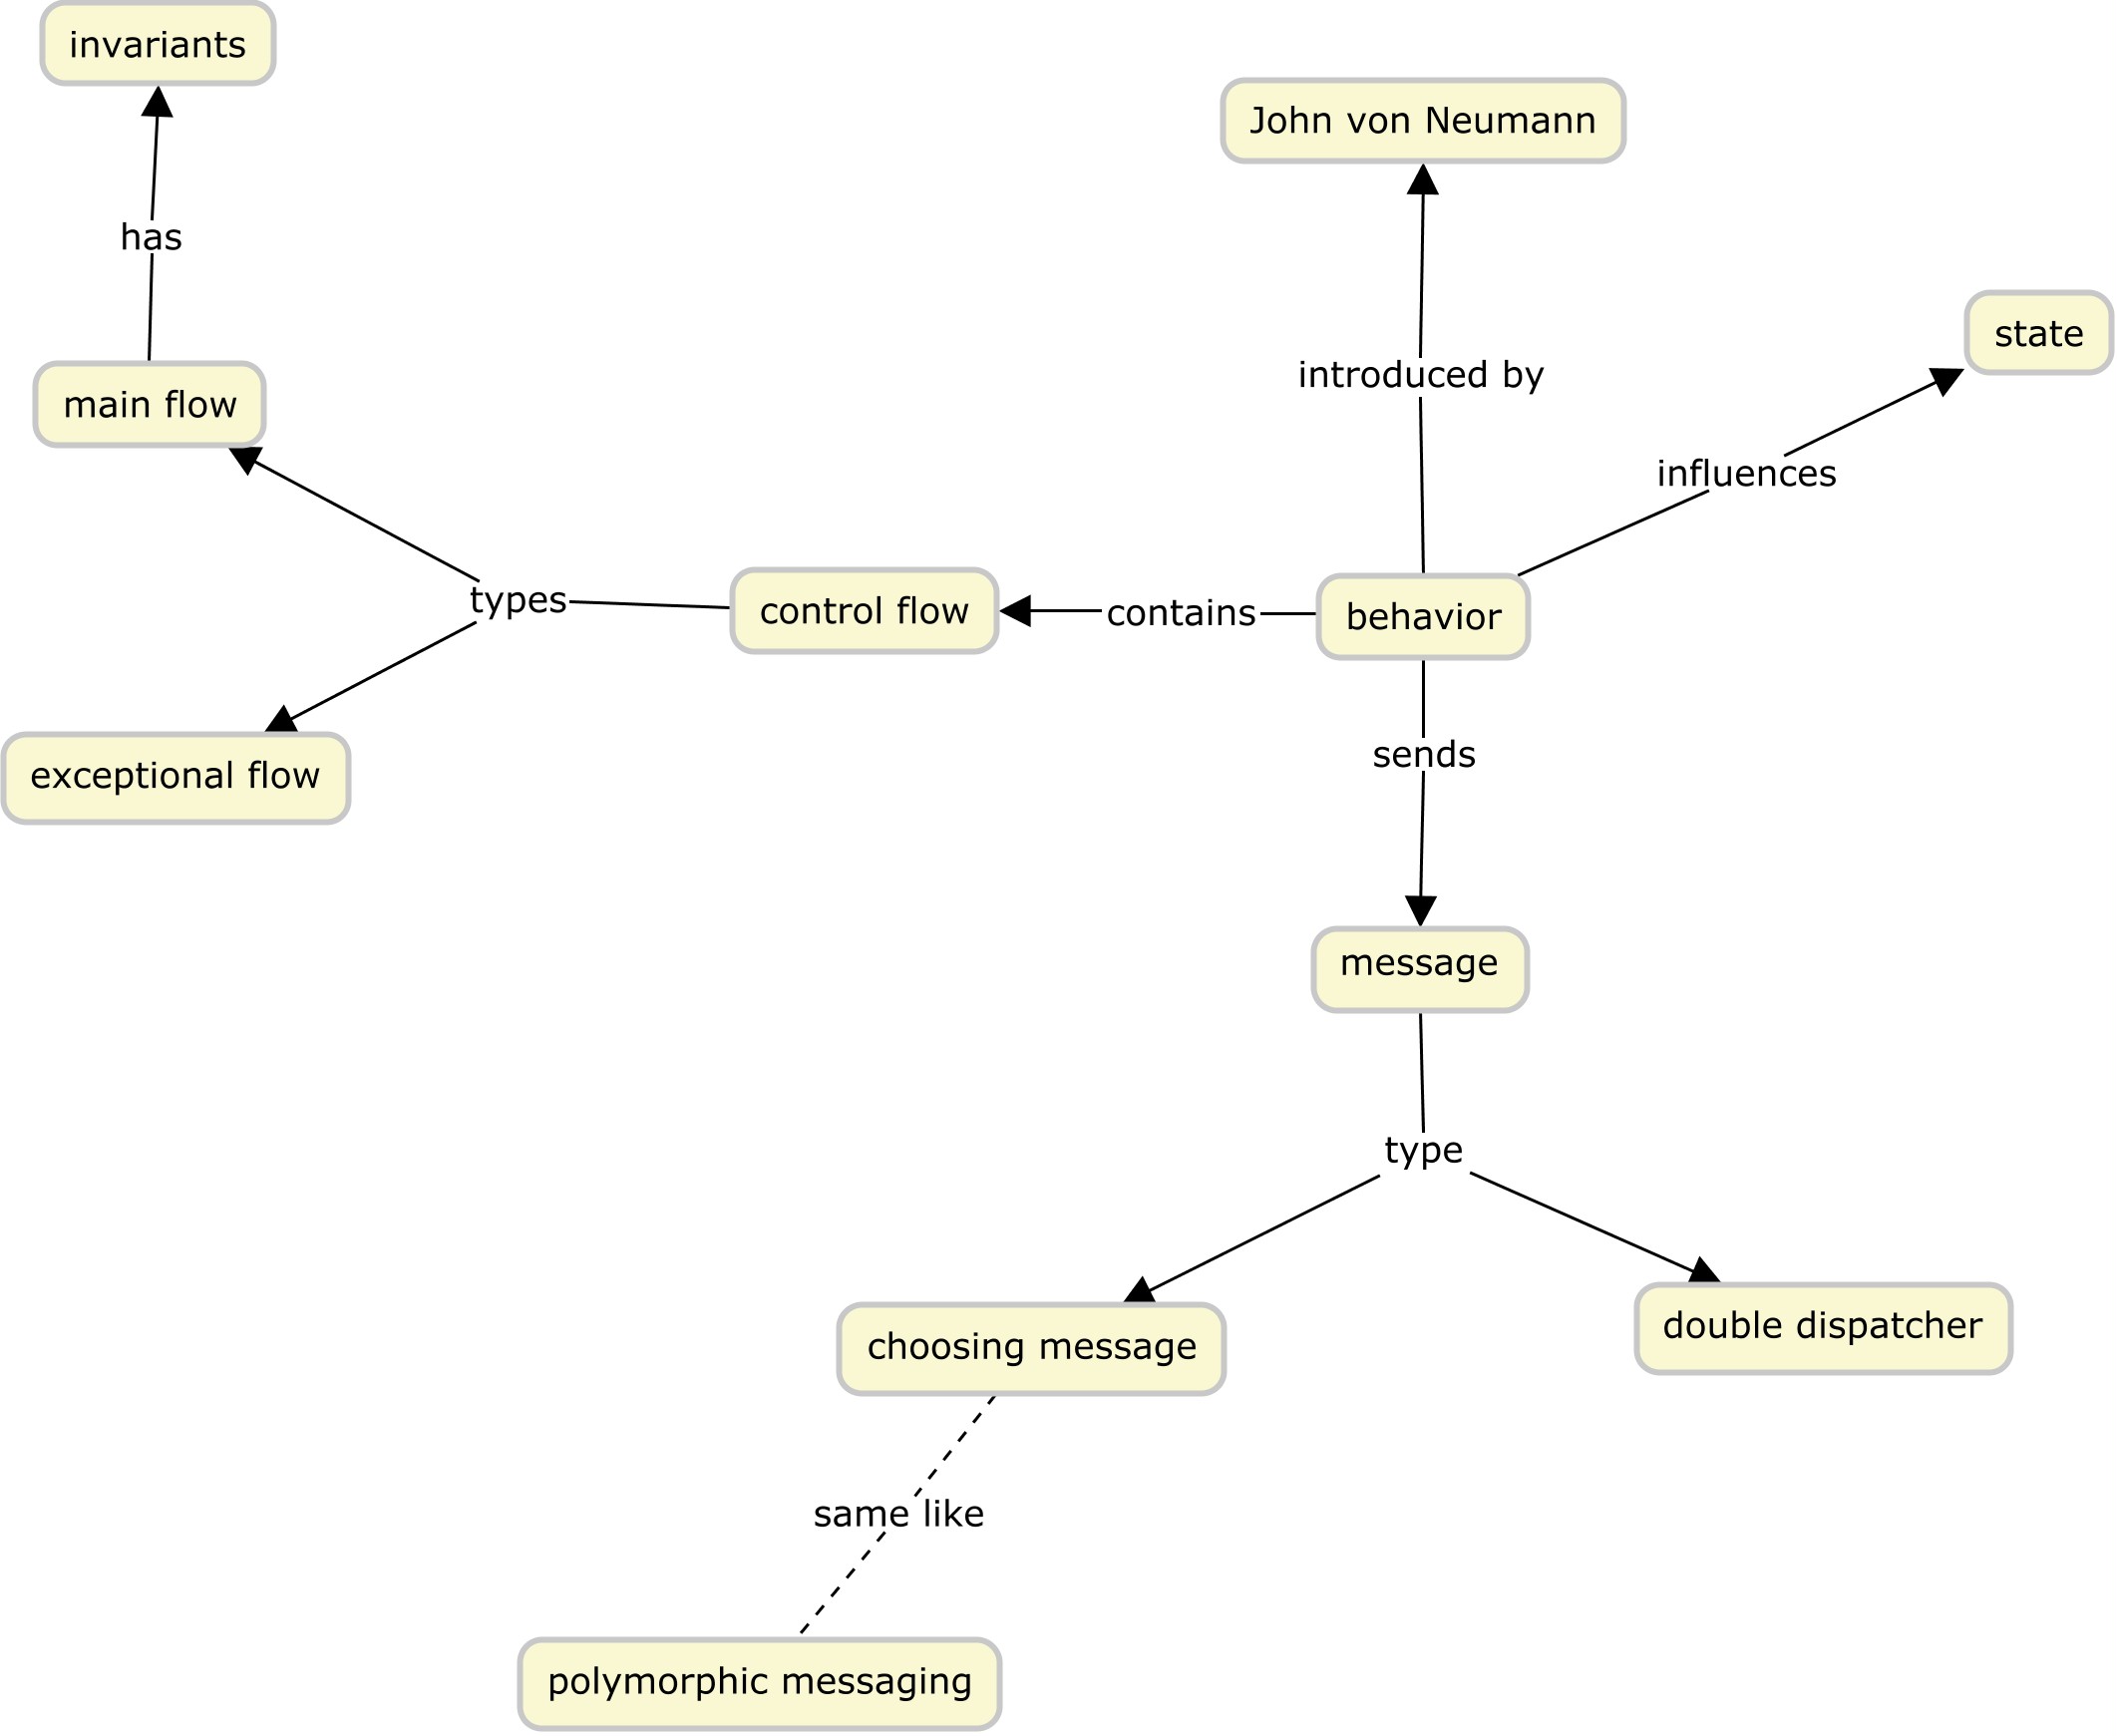 invariants
John von Neumann
has
state
introduced by
main flow
influences
types
control flow
contains
behavior
sends
exceptional flow
message
type
choosing message
double dispatcher
same like
polymorphic messaging